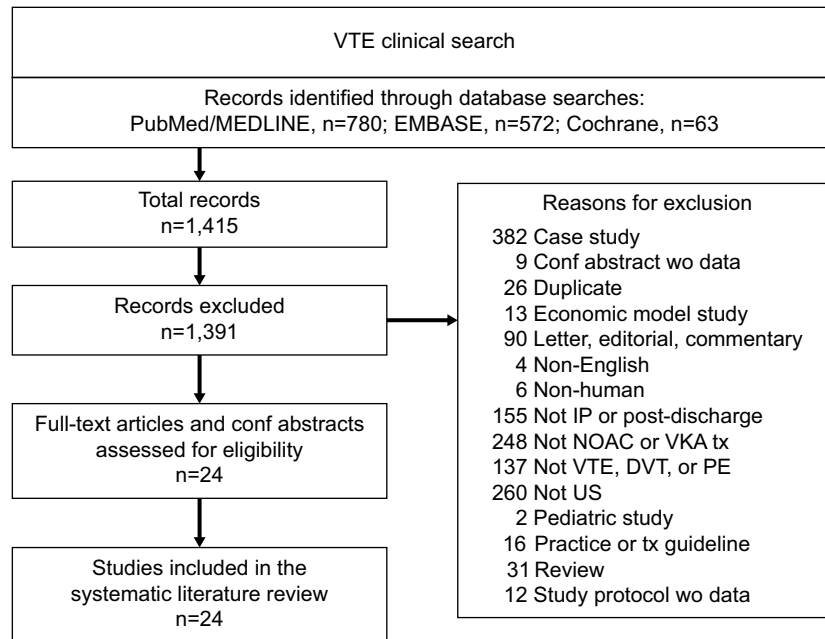 VTE clinical search
Records identified through database searches:
PubMed/MEDLINE, n=780; EMBASE, n=572; Cochrane, n=63
Total records
n=1,415
Records excluded
n=1,391
Full-text articles and conf abstracts
assessed for eligibility
n=24
Studies included in the
systematic literature review
n=24
Reasons for exclusion
382 Case study
9 Conf abstract wo data
26 Duplicate
13 Economic model study
90 Letter, editorial, commentary
4 Non-English
6 Non-human
155 Not IP or post-discharge
248 Not NOAC or VKA tx
137 Not VTE, DVT, or PE
260 Not US
2 Pediatric study
16 Practice or tx guideline
31 Review
12 Study protocol wo data